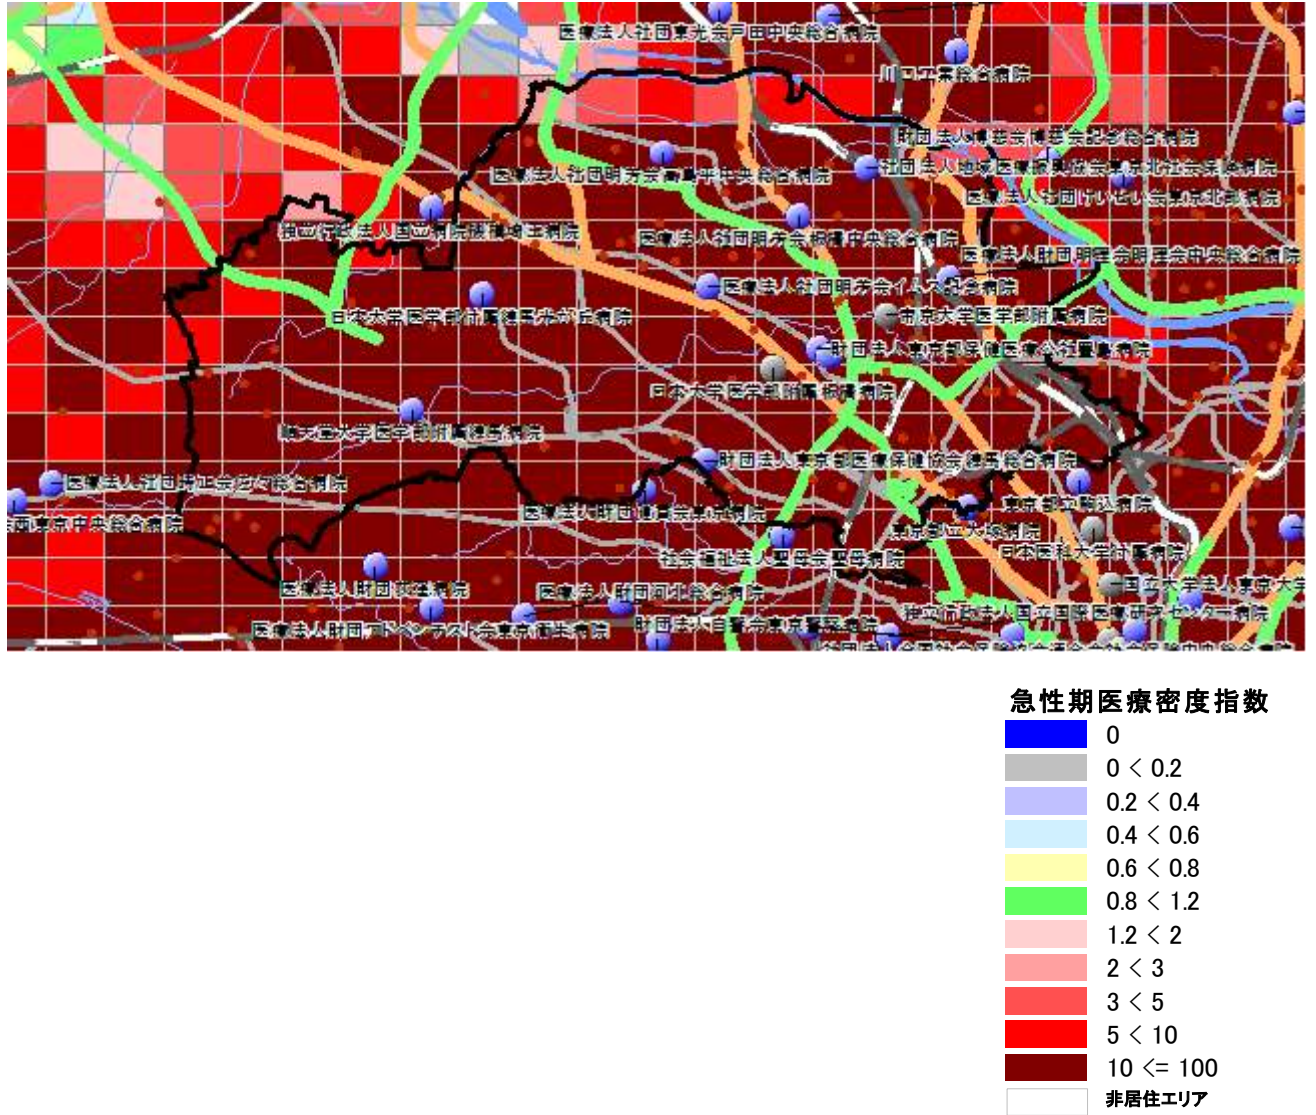 医療法人社団東光会戸田中央総合病院
川口工業総合病院
財団法人博慈会博慈会記念総合病院
社団法人地域医療振興協会東京北社会保険病院
医療法人社団明芳会高島平中央総合病院
医療法人社団けいせい会東京北部病院
独立行政法人国立病院機構埼玉病院
医療法人社団明芳会板橋中央総合病院
医療法人財団明理会明理会中央総合病院
医療法人社団明芳会イムス記念病院
日本大学医学部付属練馬光が丘病院
帝京大学医学部附属病院
財団法人東京都保健医療公社豊島病院
日本大学医学部附属板橋病院
順天堂大学医学部附属練馬病院
財団法人東京都医療保健協会練馬総合病院
医療法人社団時正会佐々総合病院
東京都立駒込病院
西東京中央総合病院
東京都立大塚病院
日本医科大学付属病院
社会福祉法人聖母会聖母病院
医療法人財団荻窪病院
医療法人財団河北総合病院
国立大学法人東京大学
独立行政法人国立国際医療研究センター病院
医療法人財団アドベンチスト会東京衛生病院
財団法人自警会東京警察病院
急性期医療密度指数
0
0 < 0.2
0.2 < 0.4
0.4 < 0.6
0.6 < 0.8
0.8 < 1.2
1.2 < 2
2 < 3
3 < 5
5 < 10
10 <= 100
非居住エリア